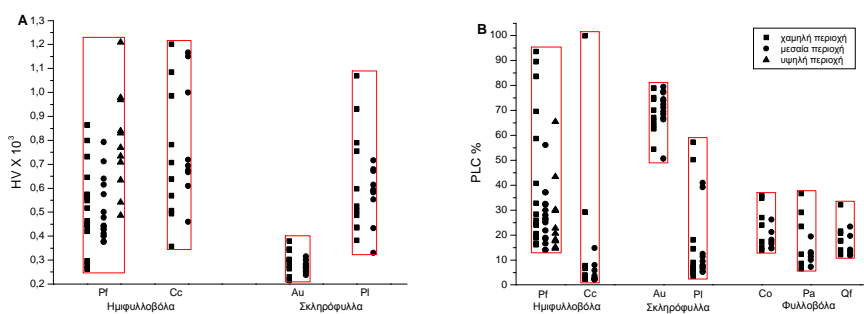 A
HV X 10³
1,3
1,2
1,1
1,0
0,9
0,8
0,7
0,6
0,5
0,4
0,3
0,2
Pf Cc Au Pl
Ημιφυλλοβόλα Σκληρόφυλλα
B
PLC %
100
90
80
70
60
50
40
30
20
10
0
χαμηλή περιοχή
μεσαία περιοχή
υψηλή περιοχή
Pf Cc Au Pl Co Pa Qf
Ημιφυλλοβόλα Σκληρόφυλλα Φυλλοβόλα